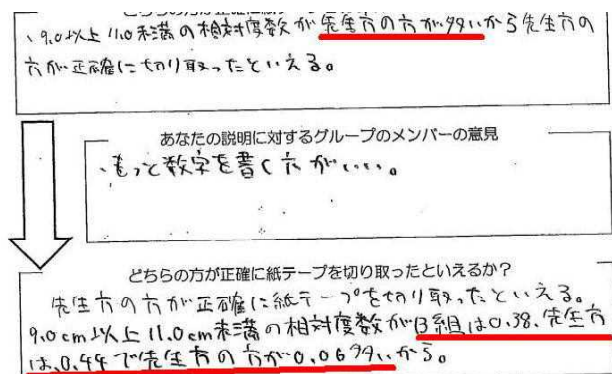 ・9.0以上11.0未満の相対度数が先生方の方が多いから先生方の
方が正確に切り取ったといえる。
あなたの説明に対するグループのメンバーの意見
・もっと数字を書く方がいい。
どちらの方が正確に紙テープを切り取ったといえるか?
先生方の方が正確に紙テープを切り取ったといえる。
9.0cm以上11.0cm未満の相対度数がB組は0.38、先生方
は、0.44で先生方の方が0.06多いから。